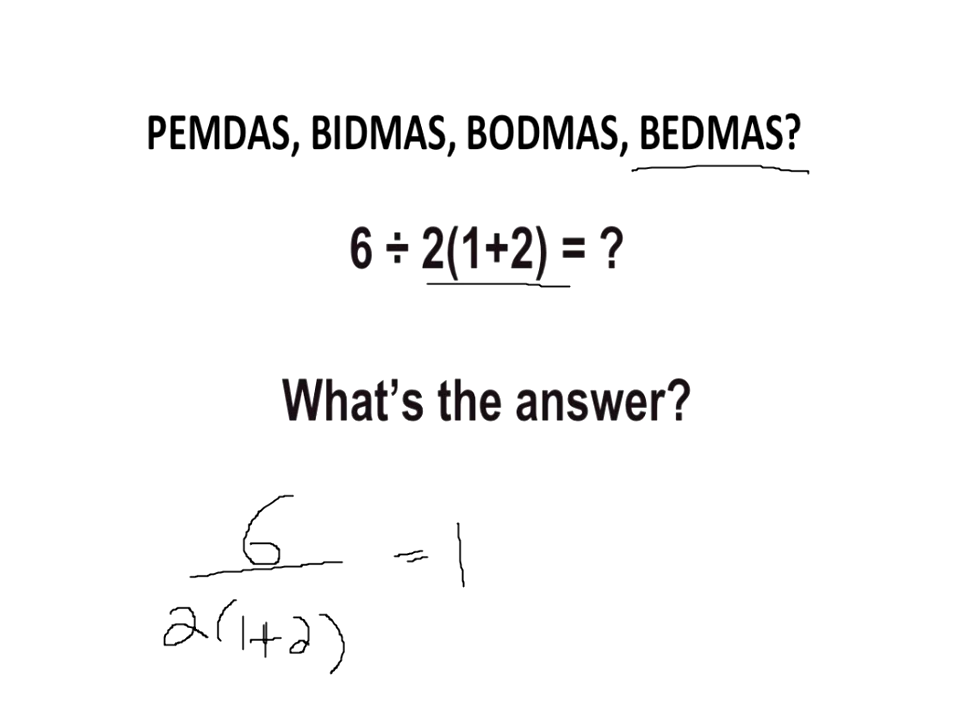 PEMDAS, BIDMAS, BODMAS, BEDMAS?
6 ÷ 2(1+2) = ?
What's the answer?
6
= 1
2(1+2)